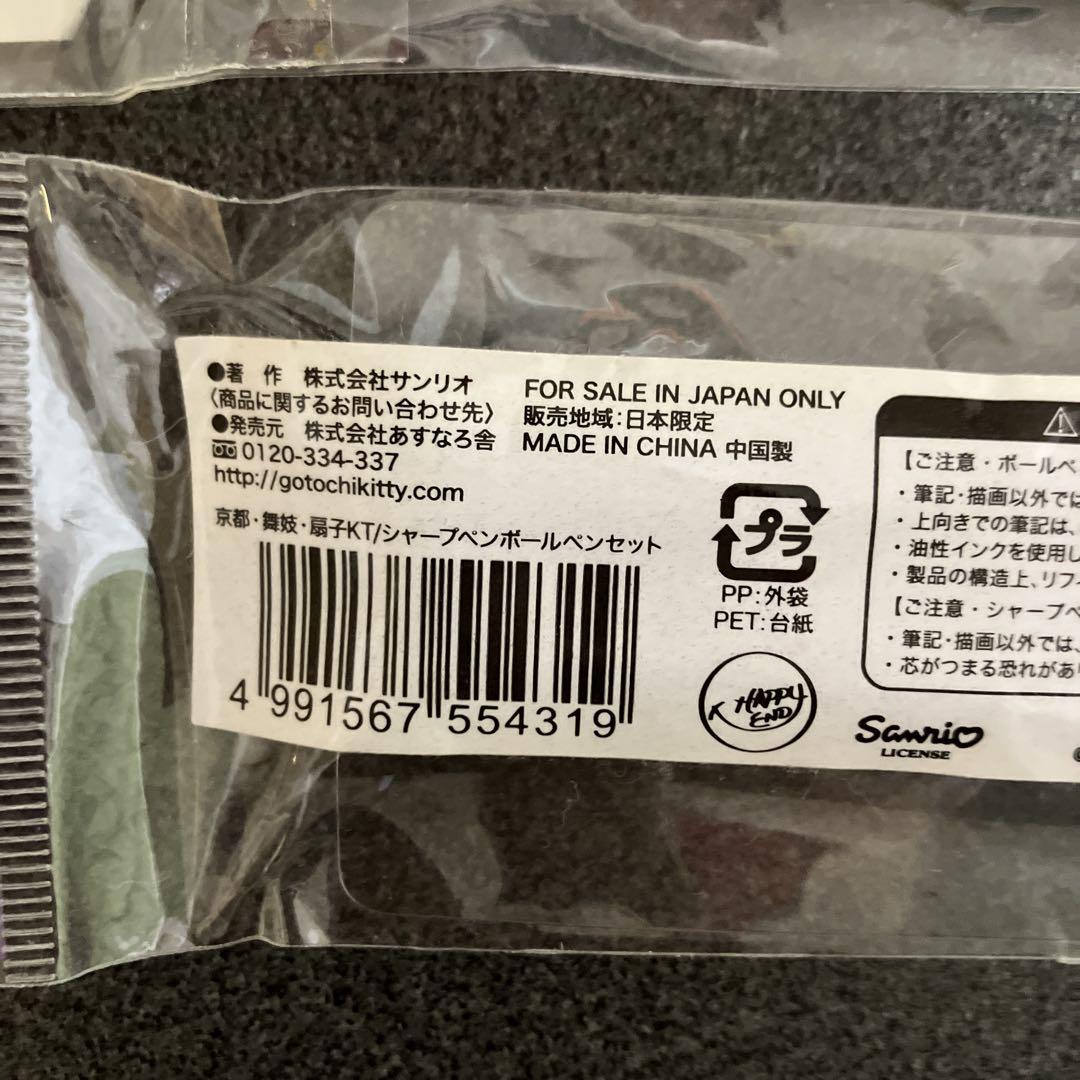 ●著　作　株式会社サンリオ
〈商品に関するお問い合わせ先〉
●発売元　株式会社あすなろ舎
0120-334-337
http://gotochikitty.com
FOR SALE IN JAPAN ONLY
販売地域：日本限定
MADE IN CHINA 中国製
京都・舞妓・扇子KT/シャープペンボールペンセット
4 991567 554319
プラ
PP：外袋
PET：台紙
K HAPPY
END
Sanrio
LICENSE
【ご注意・ボールペ
・筆記・描画以外では
・上向きでの筆記は、
・油性インクを使用し
・製品の構造上、リフィ
【ご注意・シャープペ
・筆記・描画以外では、
・芯がつまる恐れがあり